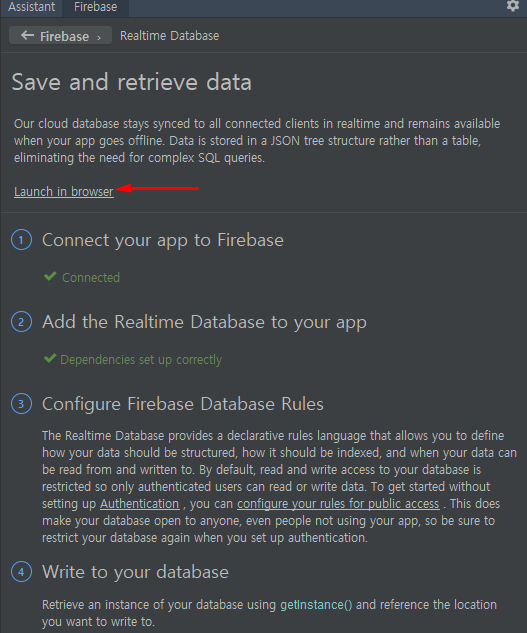 Assistant Firebase
← Firebase › Realtime Database
Save and retrieve data
Our cloud database stays synced to all connected clients in realtime and remains available
when your app goes offline. Data is stored in a JSON tree structure rather than a table,
eliminating the need for complex SQL queries.
Launch in browser
1 Connect your app to Firebase
✓ Connected
2 Add the Realtime Database to your app
✓ Dependencies set up correctly
3 Configure Firebase Database Rules
The Realtime Database provides a declarative rules language that allows you to define
how your data should be structured, how it should be indexed, and when your data can
be read from and written to. By default, read and write access to your database is
restricted so only authenticated users can read or write data. To get started without
setting up Authentication , you can configure your rules for public access . This does
make your database open to anyone, even people not using your app, so be sure to
restrict your database again when you set up authentication.
4 Write to your database
Retrieve an instance of your database using getInstance() and reference the location
you want to write to.